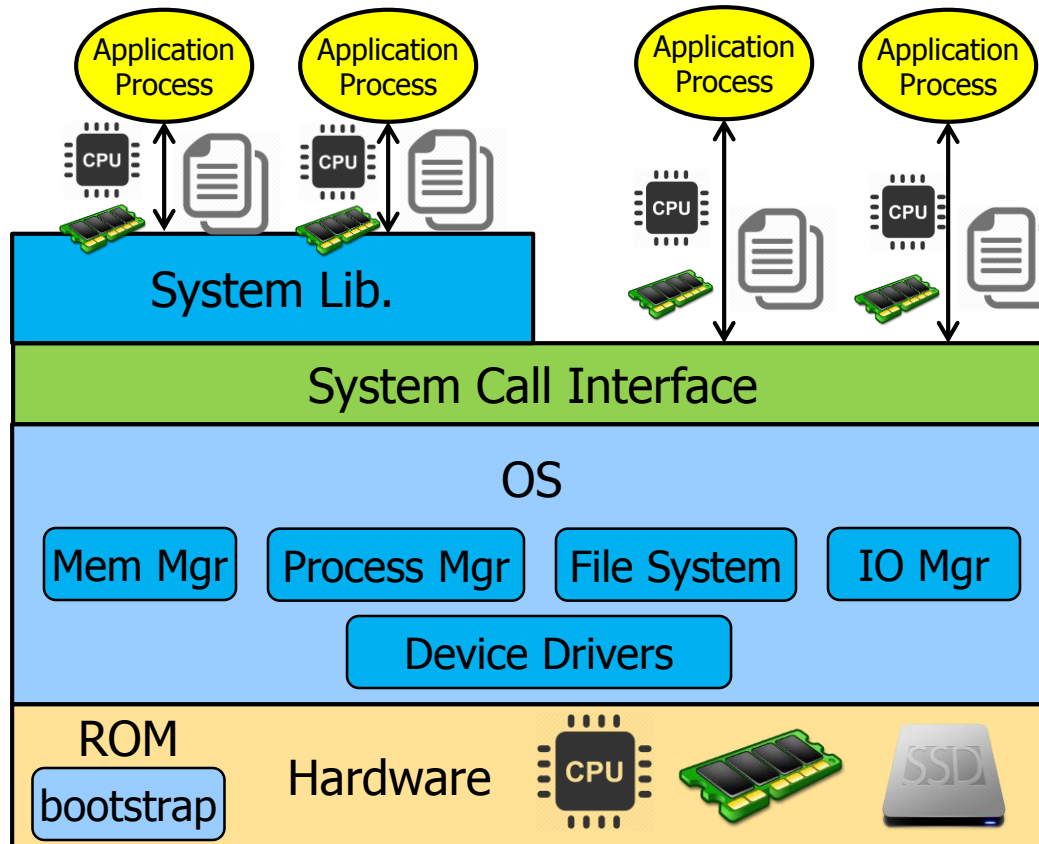 Application
Process
Application
Process
Application
Process
Application
Process
CPU
CPU
CPU
CPU
System Lib.
System Call Interface
OS
Mem Mgr
Process Mgr
File System
IO Mgr
Device Drivers
ROM
bootstrap
Hardware
CPU
SSD